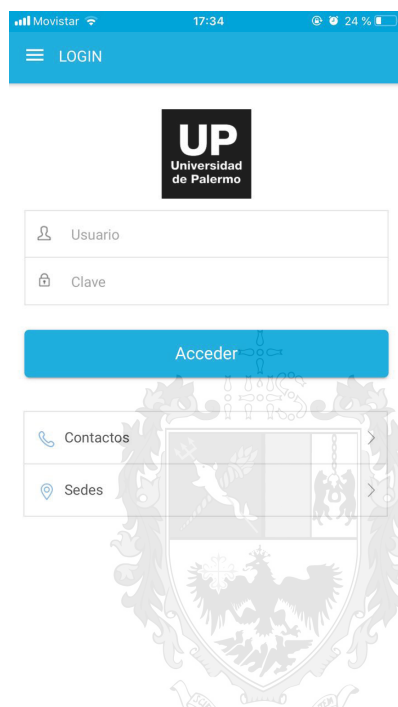 Movistar 17:34 24 %
LOGIN
UP
Universidad
de Palermo
Usuario
Clave
Acceder
Contactos
Sedes